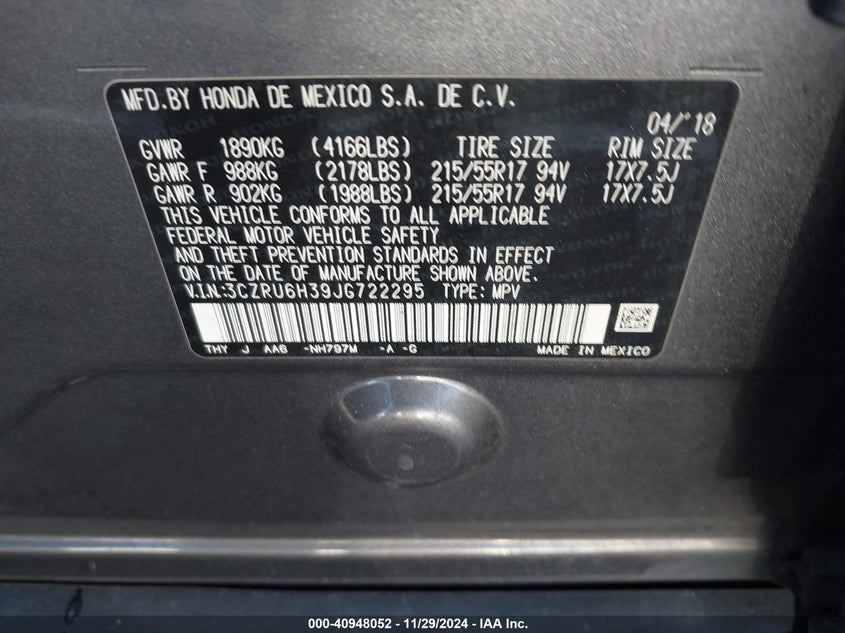 MFD.BY HONDA DE MEXICO S.A. DE C.V.
04/'18
GVWR 1890KG (4166LBS) TIRE SIZE RIM SIZE
GAWR F 988KG (2178LBS) 215/55R17 94V 17X7.5J
GAWR R 902KG (1988LBS) 215/55R17 94V 17X7.5J
THIS VEHICLE CONFORMS TO ALL APPLICABLE
FEDERAL MOTOR VEHICLE SAFETY
AND THEFT PREVENTION STANDARDS IN EFFECT
ON THE DATE OF MANUFACTURE SHOWN ABOVE.
V.I.N:3CZRU6H39JG722295 TYPE: MPV
THY J AA6 -NH797M -A -G MADE IN MEXICO
000-40948052 - 11/29/2024 - IAA Inc.